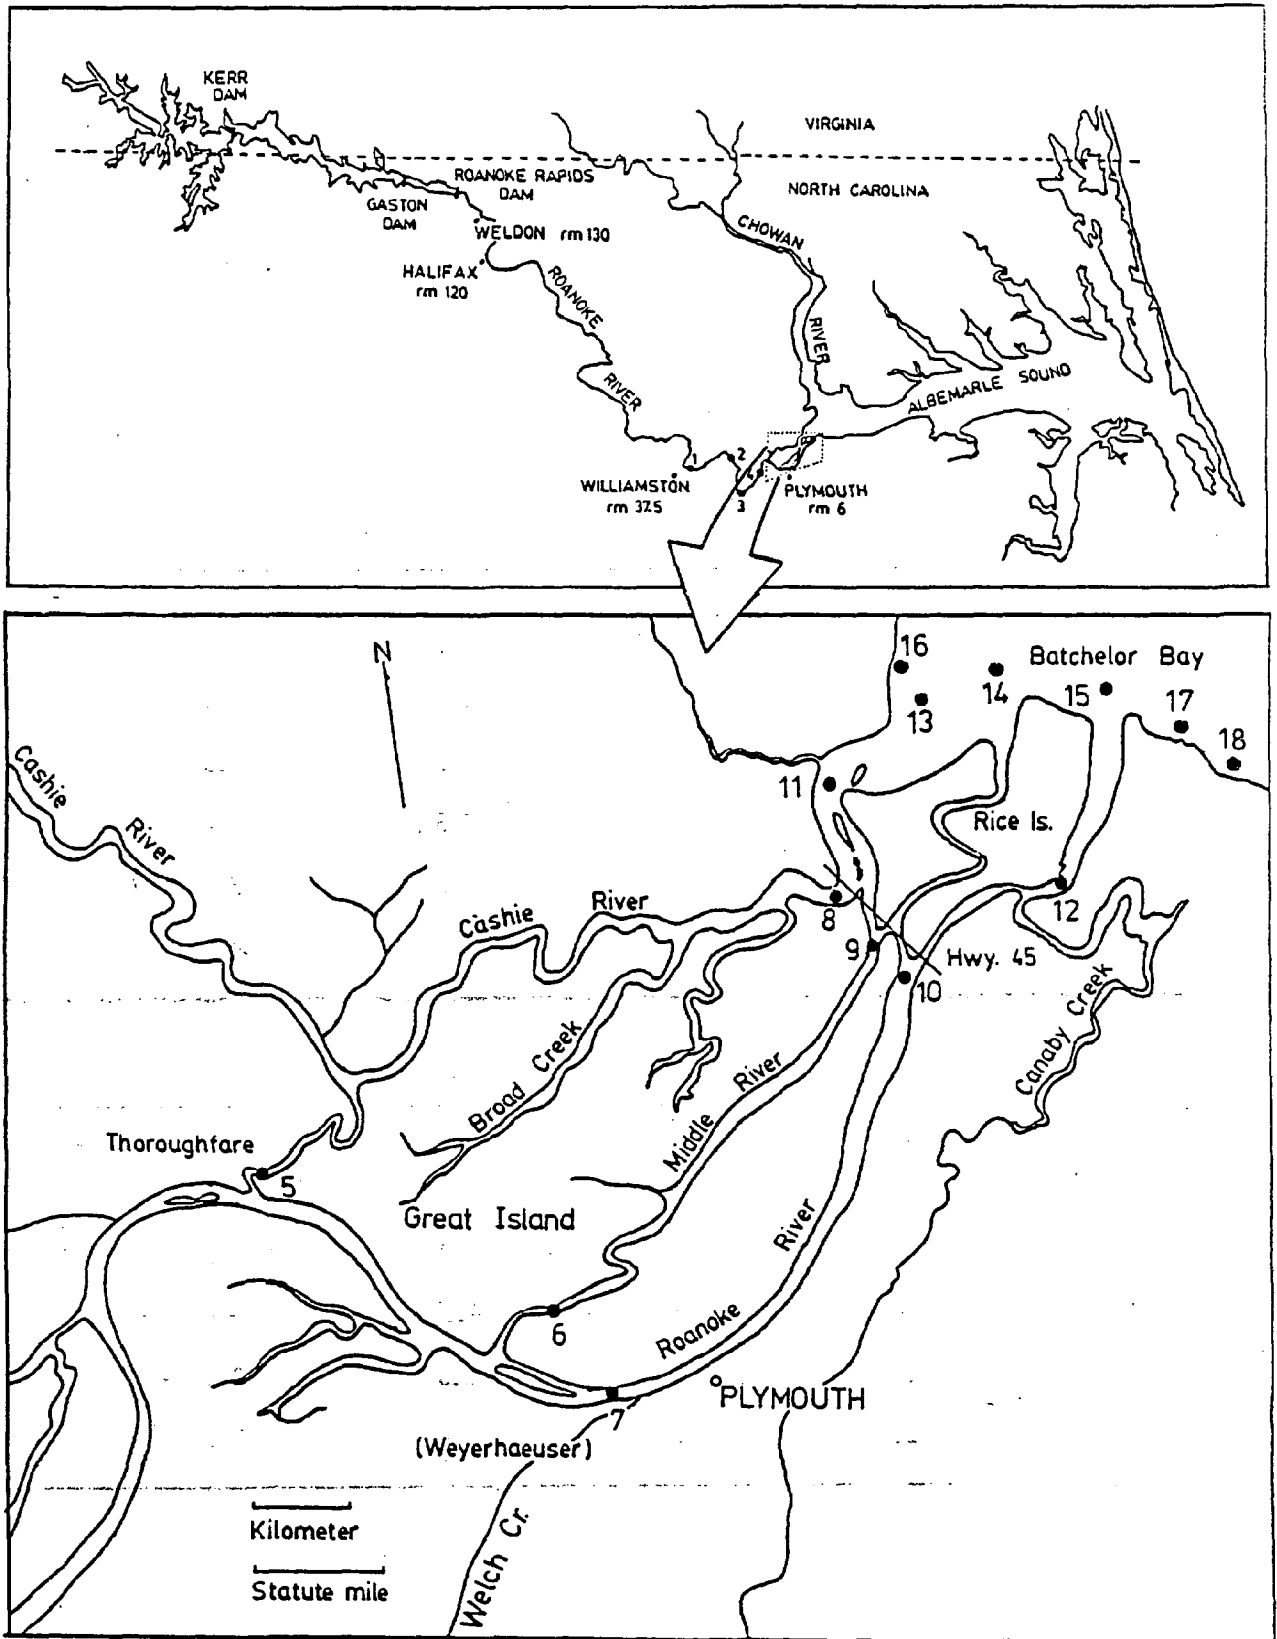 KERR
DAM
VIRGINIA
ROANOKE RAPIDS
DAM
NORTH CAROLINA
GASTON
DAM
WELDON rm 130
CHOWAN
RIVER
HALIFAX
rm 120
ROANOKE
RIVER
ALBEMARLE SOUND
1
2
WILLIAMSTON
rm 37.5
3
PLYMOUTH
rm 6
N
16
Batchelor Bay
14
15
13
17
18
11
Cashie
River
Rice Is.
Cashie River
8
12
9
Hwy. 45
10
Canaby Creek
Broad Creek
Middle River
Thoroughfare
5
Great Island
6
Roanoke River
PLYMOUTH
7
(Weyerhaeuser)
Kilometer
Statute mile
Welch Cr.